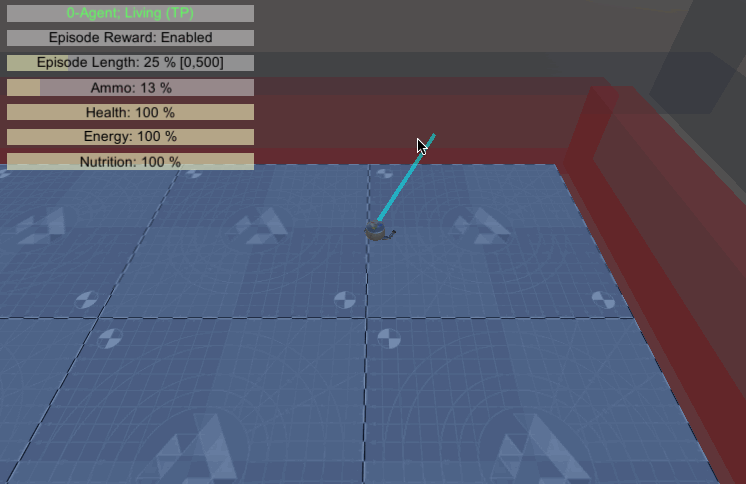 0-Agent; Living (TP)
Episode Reward: Enabled
Episode Length: 25 % [0,500]
Ammo: 13 %
Health: 100 %
Energy: 100 %
Nutrition: 100 %